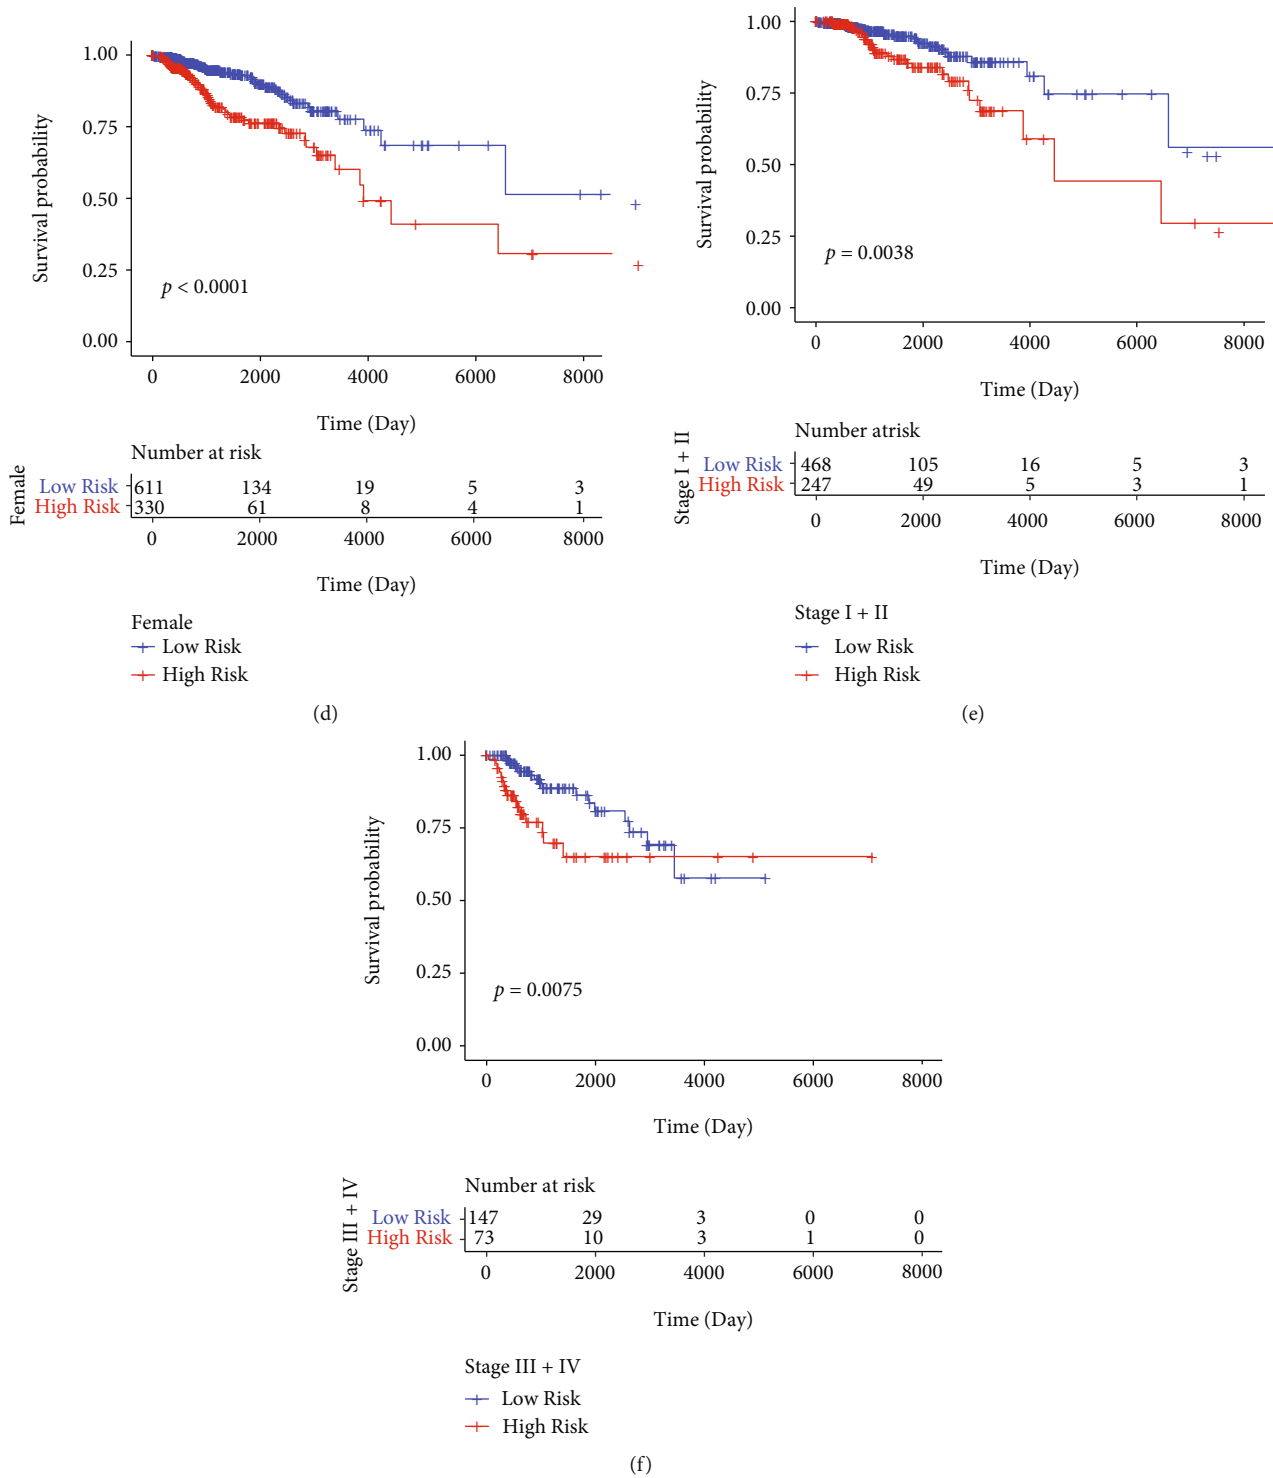 1.00
0.75
0.50
0.25
0.00
Survival probability
p < 0.0001
0 2000 4000 6000 8000
Time (Day)
Number at risk
Female
Low Risk 611 134 19 5 3
High Risk 330 61 8 4 1
0 2000 4000 6000 8000
Time (Day)
Female
Low Risk
High Risk
(d)
1.00
0.75
0.50
0.25
0.00
Survival probability
p = 0.0038
0 2000 4000 6000 8000
Time (Day)
Number atrisk
Stage I + II
Low Risk 468 105 16 5 3
High Risk 247 49 5 3 1
0 2000 4000 6000 8000
Time (Day)
Stage I + II
Low Risk
High Risk
(e)
1.00
0.75
0.50
0.25
0.00
Survival probability
p = 0.0075
0 2000 4000 6000 8000
Time (Day)
Number at risk
Stage III + IV
Low Risk 147 29 3 0 0
High Risk 73 10 3 1 0
0 2000 4000 6000 8000
Time (Day)
Stage III + IV
Low Risk
High Risk
(f)